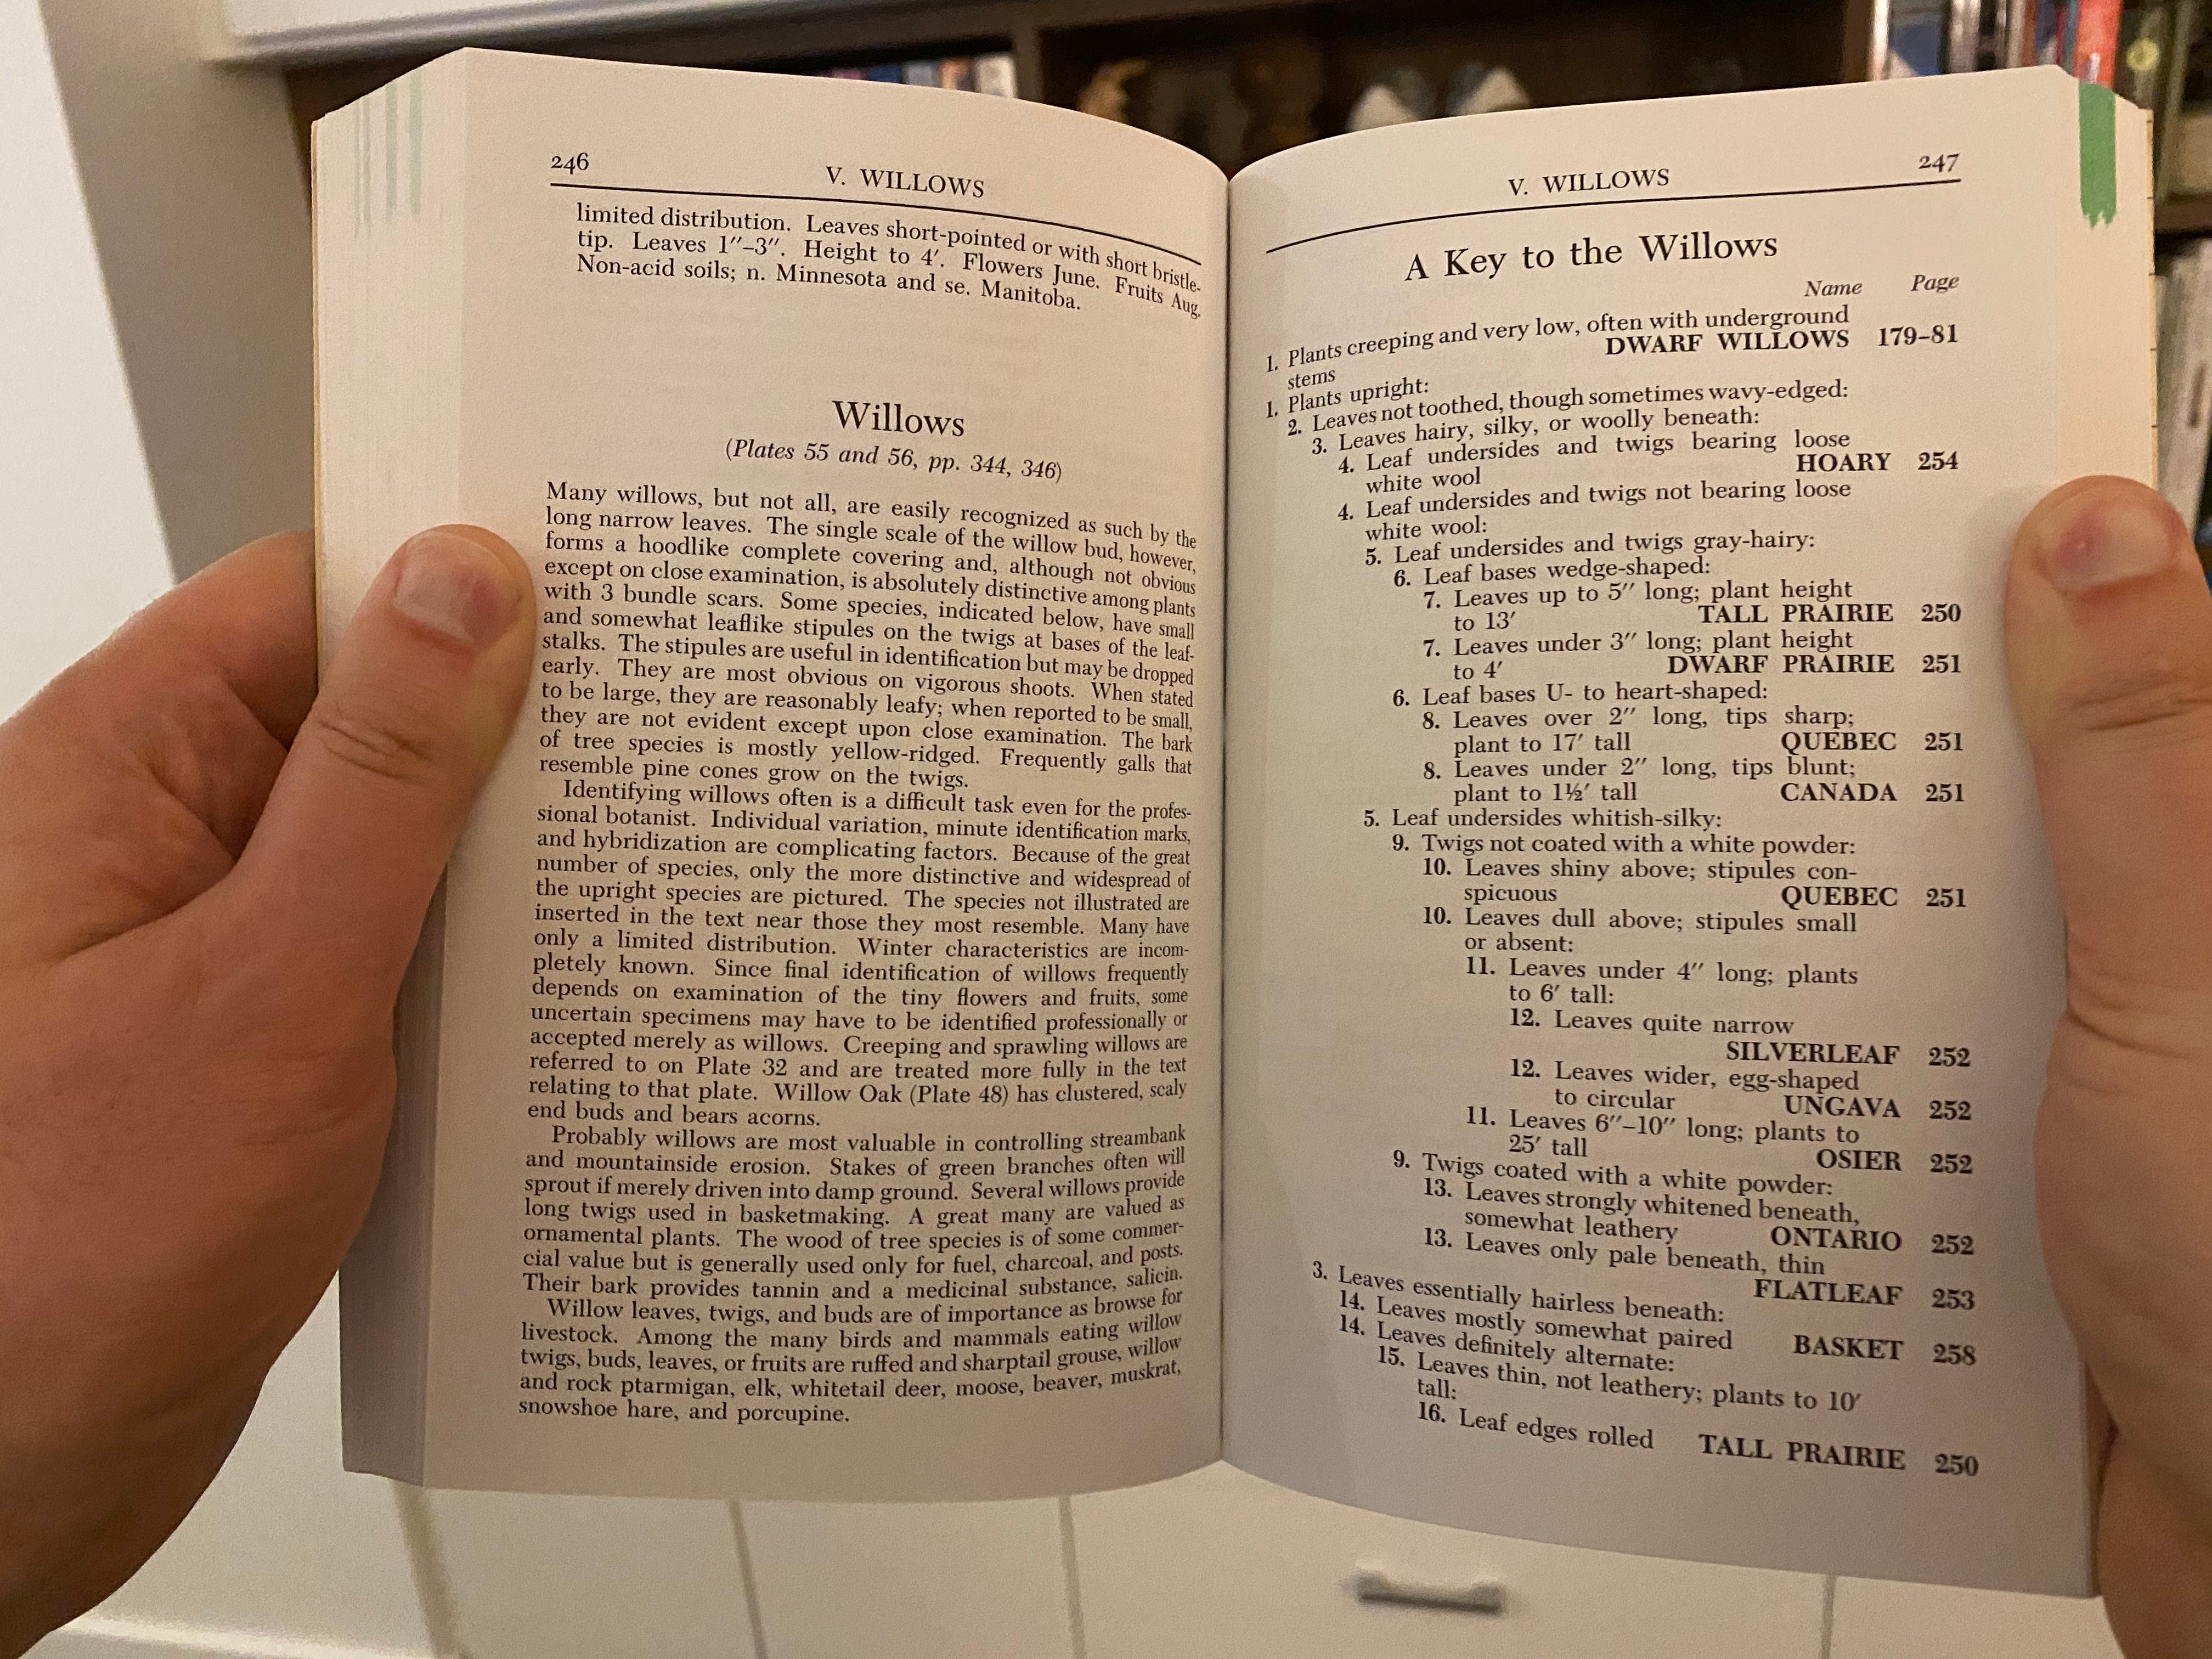 246
V. WILLOWS
limited distribution. Leaves short-pointed or with short bristle-
tip. Leaves 1″–3″. Height to 4′. Flowers June. Fruits Aug.
Non-acid soils; n. Minnesota and se. Manitoba.
Willows
(Plates 55 and 56, pp. 344, 346)
Many willows, but not all, are easily recognized as such by the
long narrow leaves. The single scale of the willow bud, however,
forms a hoodlike complete covering and, although not obvious
except on close examination, is absolutely distinctive among plants
with 3 bundle scars. Some species, indicated below, have small
and somewhat leaflike stipules on the twigs at bases of the leaf-
stalks. The stipules are useful in identification but may be dropped
early. They are most obvious on vigorous shoots. When stated
to be large, they are reasonably leafy; when reported to be small,
they are not evident except upon close examination. The bark
of tree species is mostly yellow-ridged. Frequently galls that
resemble pine cones grow on the twigs.
Identifying willows often is a difficult task even for the profes-
sional botanist. Individual variation, minute identification marks,
and hybridization are complicating factors. Because of the great
number of species, only the more distinctive and widespread of
the upright species are pictured. The species not illustrated are
inserted in the text near those they most resemble. Many have
only a limited distribution. Winter characteristics are incom-
pletely known. Since final identification of willows frequently
depends on examination of the tiny flowers and fruits, some
uncertain specimens may have to be identified professionally or
accepted merely as willows. Creeping and sprawling willows are
referred to on Plate 32 and are treated more fully in the text
relating to that plate. Willow Oak (Plate 48) has clustered, scaly
end buds and bears acorns.
Probably willows are most valuable in controlling streambank
and mountainside erosion. Stakes of green branches often will
sprout if merely driven into damp ground. Several willows provide
long twigs used in basketmaking. A great many are valued as
ornamental plants. The wood of tree species is of some commer-
cial value but is generally used only for fuel, charcoal, and posts.
Their bark provides tannin and a medicinal substance, salicin.
Willow leaves, twigs, and buds are of importance as browse for
livestock. Among the many birds and mammals eating willow
twigs, buds, leaves, or fruits are ruffed and sharptail grouse, willow
and rock ptarmigan, elk, whitetail deer, moose, beaver, muskrat,
snowshoe hare, and porcupine.
V. WILLOWS
247
A Key to the Willows
Name Page
1. Plants creeping and very low, often with underground
stems DWARF WILLOWS 179–81
1. Plants upright:
2. Leaves not toothed, though sometimes wavy-edged:
3. Leaves hairy, silky, or woolly beneath:
4. Leaf undersides and twigs bearing loose
white wool HOARY 254
4. Leaf undersides and twigs not bearing loose
white wool:
5. Leaf undersides and twigs gray-hairy:
6. Leaf bases wedge-shaped:
7. Leaves up to 5″ long; plant height
to 13′ TALL PRAIRIE 250
7. Leaves under 3″ long; plant height
to 4′ DWARF PRAIRIE 251
6. Leaf bases U- to heart-shaped:
8. Leaves over 2″ long, tips sharp;
plant to 17′ tall QUEBEC 251
8. Leaves under 2″ long, tips blunt;
plant to 1½′ tall CANADA 251
5. Leaf undersides whitish-silky:
9. Twigs not coated with a white powder:
10. Leaves shiny above; stipules con-
spicuous QUEBEC 251
10. Leaves dull above; stipules small
or absent:
11. Leaves under 4″ long; plants
to 6′ tall:
12. Leaves quite narrow
SILVERLEAF 252
12. Leaves wider, egg-shaped
to circular UNGAVA 252
11. Leaves 6″–10″ long; plants to
25′ tall OSIER 252
9. Twigs coated with a white powder:
13. Leaves strongly whitened beneath,
somewhat leathery ONTARIO 252
13. Leaves only pale beneath, thin
FLATLEAF 253
3. Leaves essentially hairless beneath:
14. Leaves mostly somewhat paired BASKET 258
14. Leaves definitely alternate:
15. Leaves thin, not leathery; plants to 10′
tall:
16. Leaf edges rolled TALL PRAIRIE 250